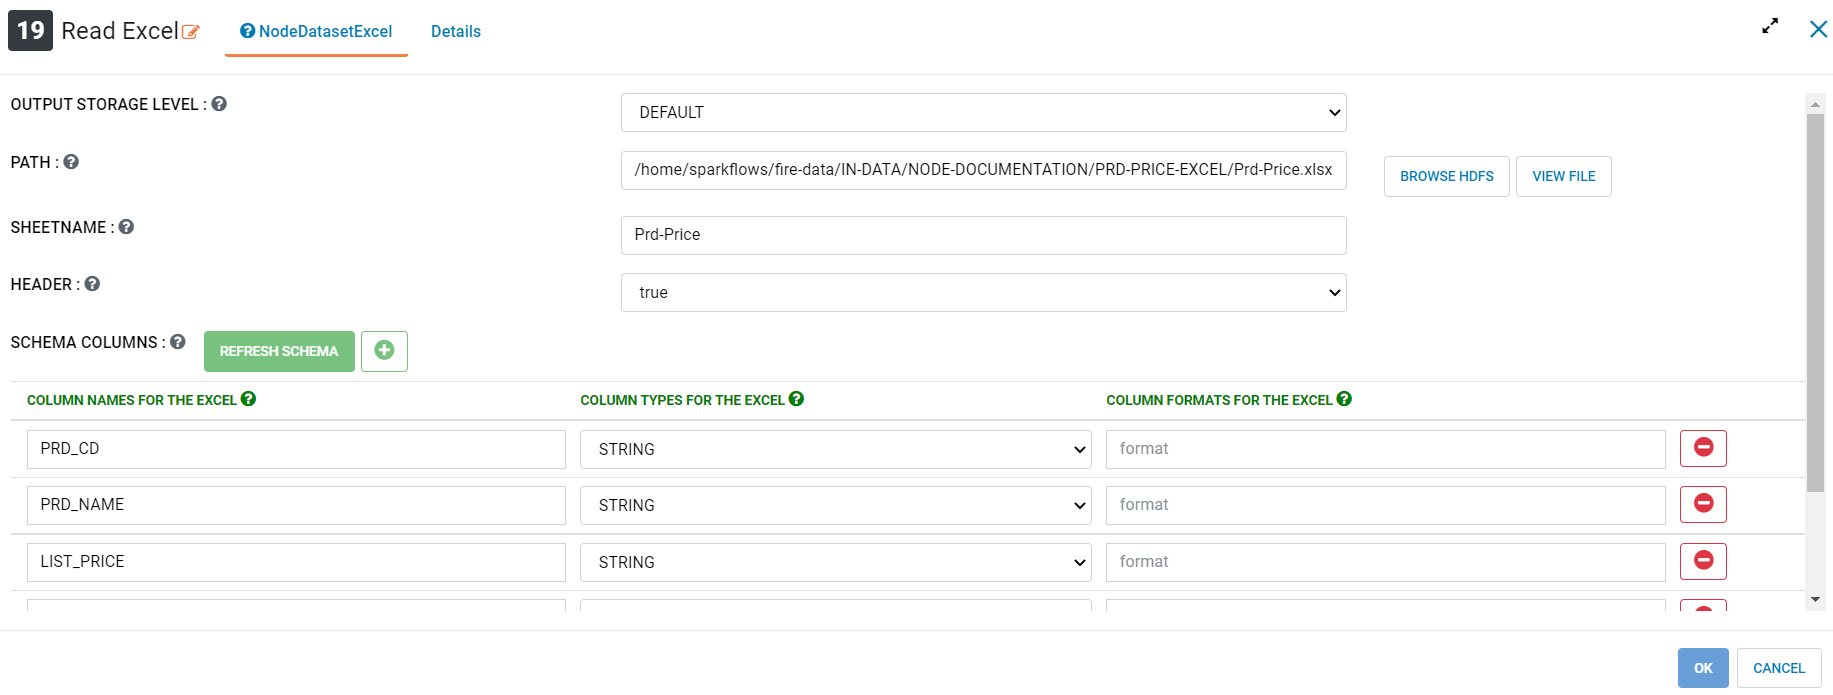 19 Read Excel NodeDatasetExcel Details
OUTPUT STORAGE LEVEL : DEFAULT
PATH : /home/sparkflows/fire-data/IN-DATA/NODE-DOCUMENTATION/PRD-PRICE-EXCEL/Prd-Price.xlsx BROWSE HDFS VIEW FILE
SHEETNAME : Prd-Price
HEADER : true
SCHEMA COLUMNS : REFRESH SCHEMA
COLUMN NAMES FOR THE EXCEL COLUMN TYPES FOR THE EXCEL COLUMN FORMATS FOR THE EXCEL
PRD_CD STRING format
PRD_NAME STRING format
LIST_PRICE STRING format
OK CANCEL